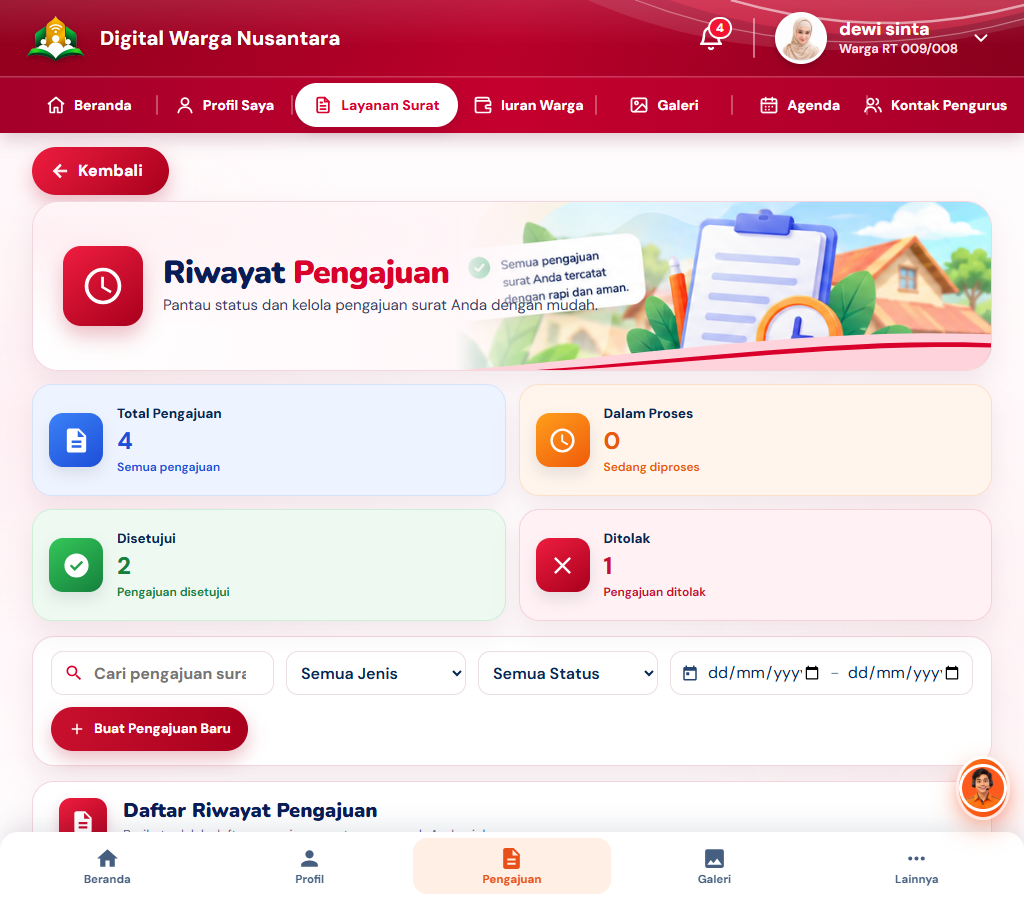 Digital Warga Nusantara
4
dewi sinta
Warga RT 009/008
Beranda
Profil Saya
Layanan Surat
Iuran Warga
Galeri
Agenda
Kontak Pengurus
Kembali
Riwayat Pengajuan
Pantau status dan kelola pengajuan surat Anda dengan mudah.
Semua pengajuan
surat Anda tercatat
dengan rapi dan aman.
Total Pengajuan
4
Semua pengajuan
Dalam Proses
0
Sedang diproses
Disetujui
2
Pengajuan disetujui
Ditolak
1
Pengajuan ditolak
Cari pengajuan sura
Semua Jenis
Semua Status
dd/mm/yyy
–
dd/mm/yyy
+ Buat Pengajuan Baru
Daftar Riwayat Pengajuan
Beranda
Profil
Pengajuan
Galeri
Lainnya